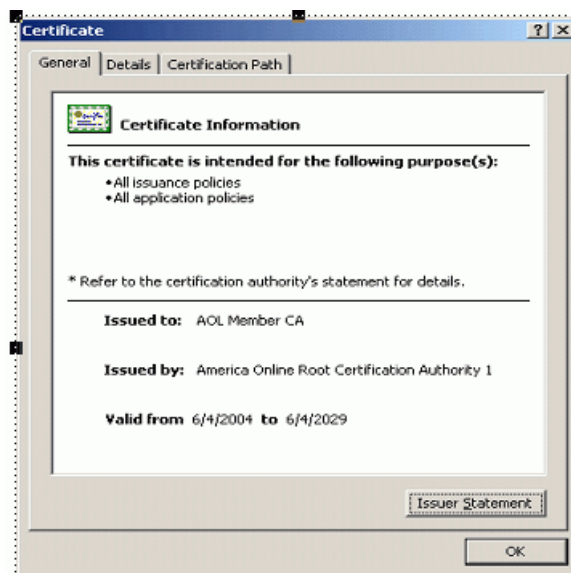 Certificate
General Details Certification Path
Certificate Information
This certificate is intended for the following purpose(s):
•All issuance policies
•All application policies
* Refer to the certification authority's statement for details.
Issued to: AOL Member CA
Issued by: America Online Root Certification Authority 1
Valid from 6/4/2004 to 6/4/2029
Issuer Statement
OK